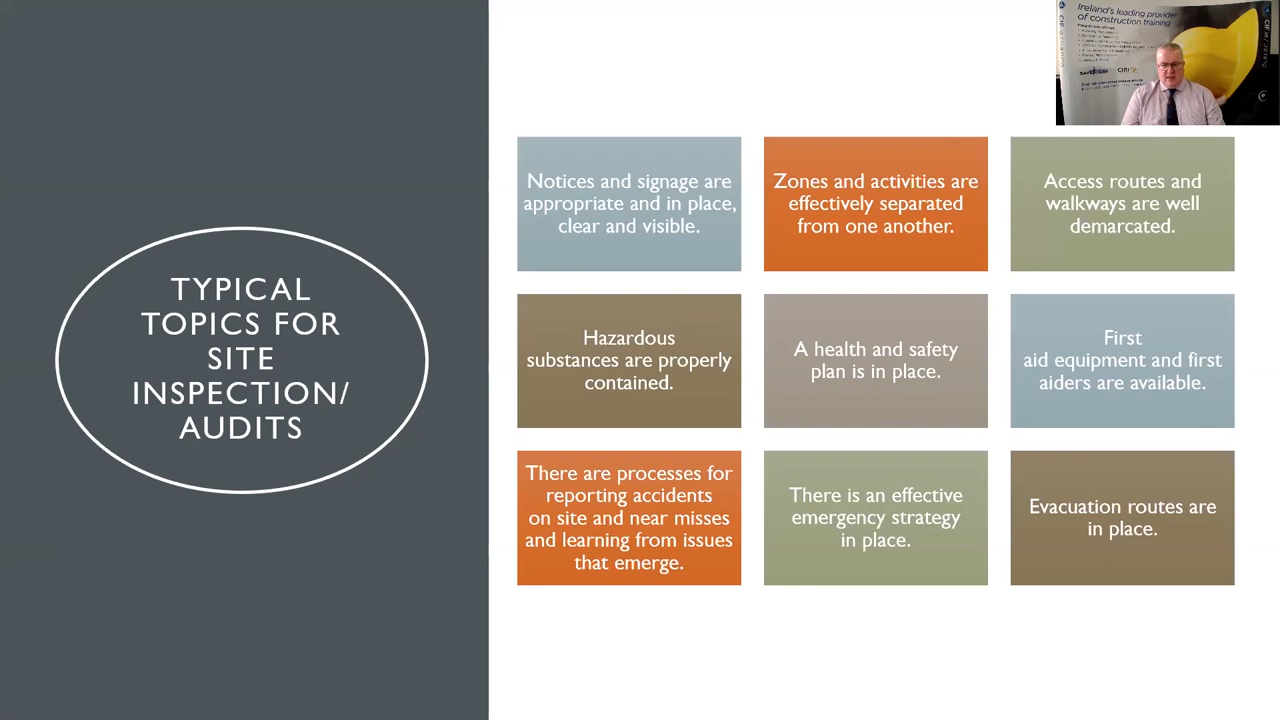 Ireland's leading provider
of construction training
CIRI
TYPICAL
TOPICS FOR
SITE
INSPECTION/
AUDITS
Notices and signage are
appropriate and in place,
clear and visible.
Zones and activities are
effectively separated
from one another.
Access routes and
walkways are well
demarcated.
Hazardous
substances are properly
contained.
A health and safety
plan is in place.
First
aid equipment and first
aiders are available.
There are processes for
reporting accidents
on site and near misses
and learning from issues
that emerge.
There is an effective
emergency strategy
in place.
Evacuation routes are
in place.